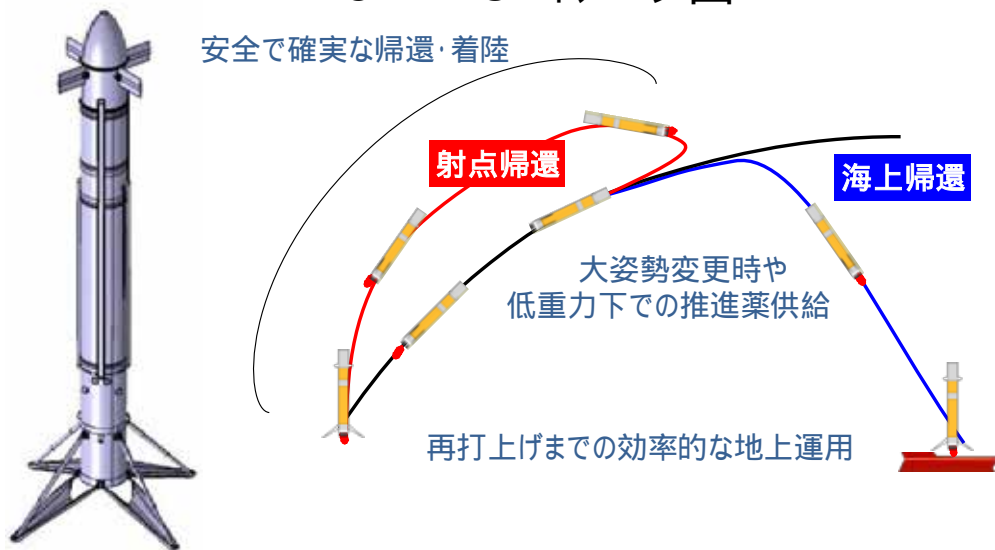 安全で確実な帰還・着陸
射点帰還
海上帰還
大姿勢変更時や
低重力下での推進薬供給
再打上げまでの効率的な地上運用